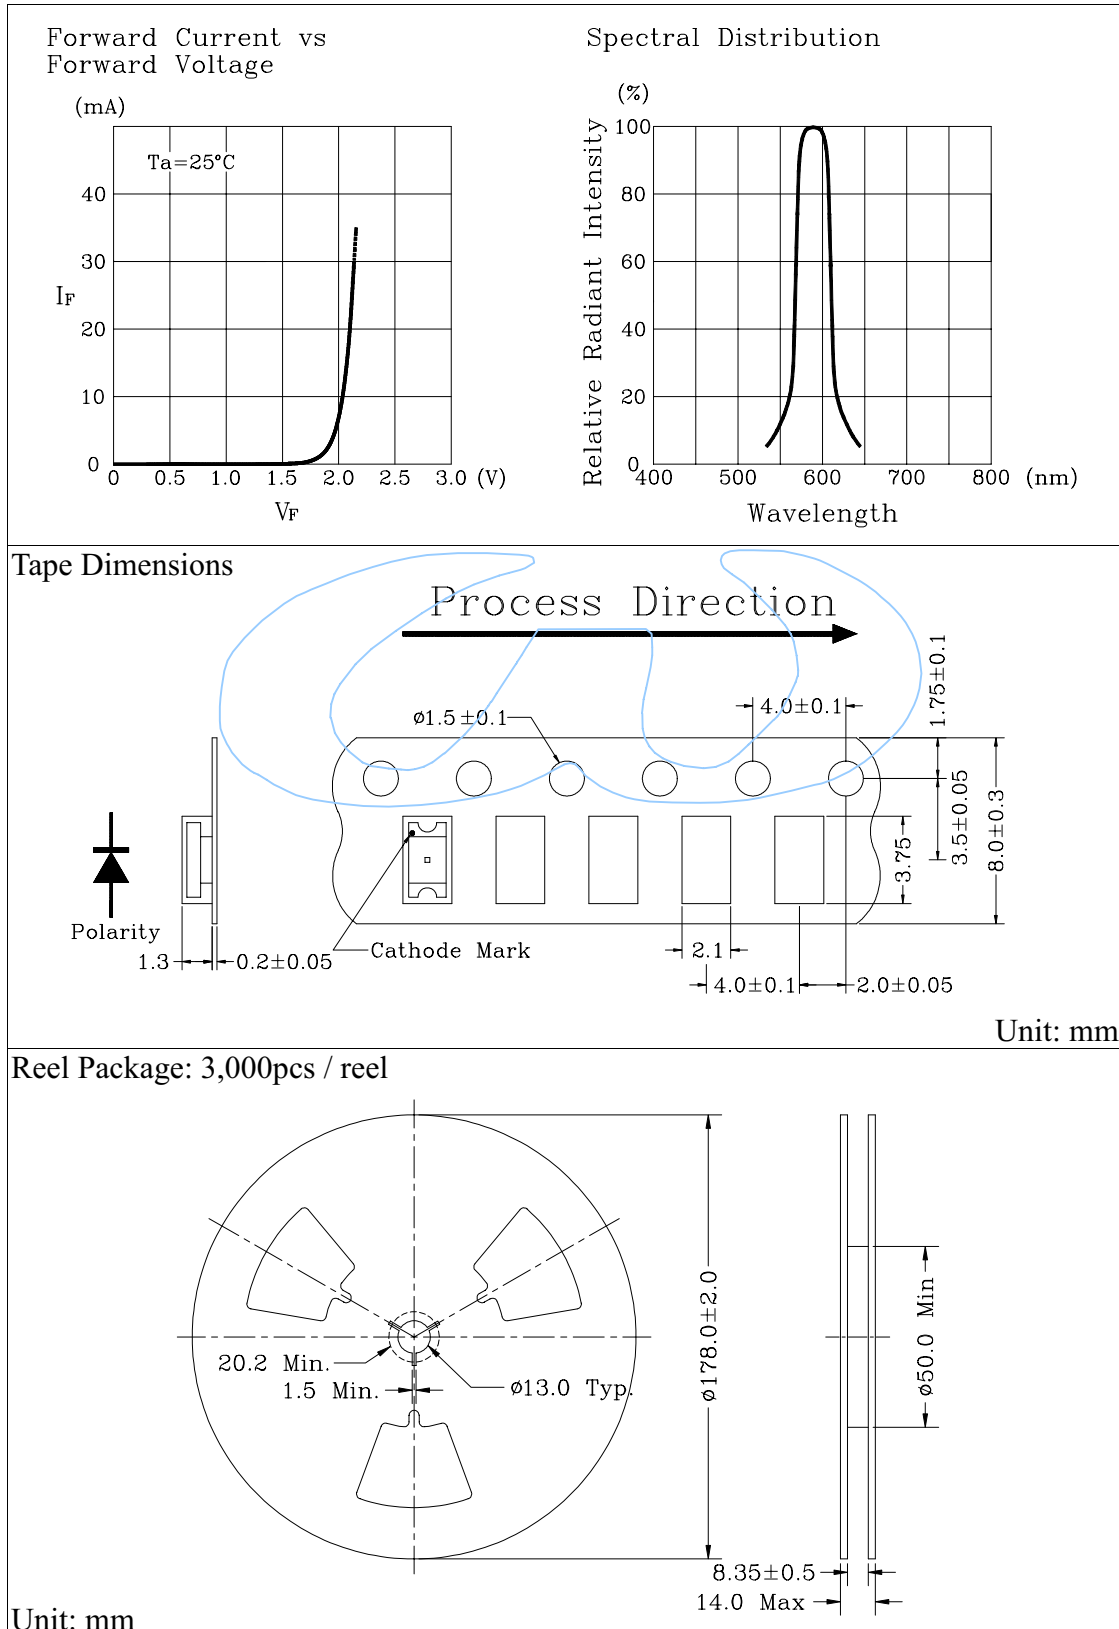 Forward Current vs
Forward Voltage
(mA)
Ta=25°C
40
30
20
10
0
IF
0 0.5 1.0 1.5 2.0 2.5 3.0 (V)
VF
Spectral Distribution
(%)
100
80
60
40
20
0
Relative Radiant Intensity
400 500 600 700 800 (nm)
Wavelength
Tape Dimensions
Process Direction
ø1.5±0.1
4.0±0.1
1.75±0.1
3.5±0.05
8.0±0.3
3.75
Polarity
1.3
0.2±0.05
Cathode Mark
2.1
4.0±0.1
2.0±0.05
Unit: mm
Reel Package: 3,000pcs / reel
20.2 Min.
1.5 Min.
ø13.0 Typ.
ø178.0±2.0
ø50.0 Min
8.35±0.5
14.0 Max
Unit: mm